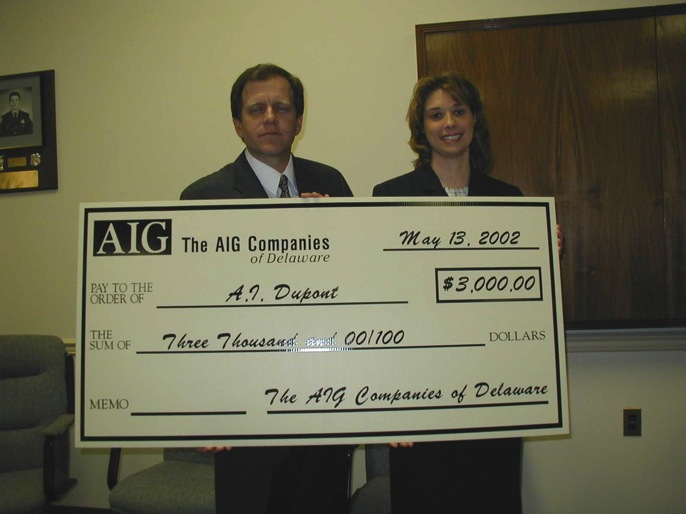 AIG The AIG Companies
of Delaware
May 13, 2002
PAY TO THE
ORDER OF A.I. Dupont $3,000.00
THE
SUM OF Three Thousand and 00/100 DOLLARS
MEMO The AIG Companies of Delaware